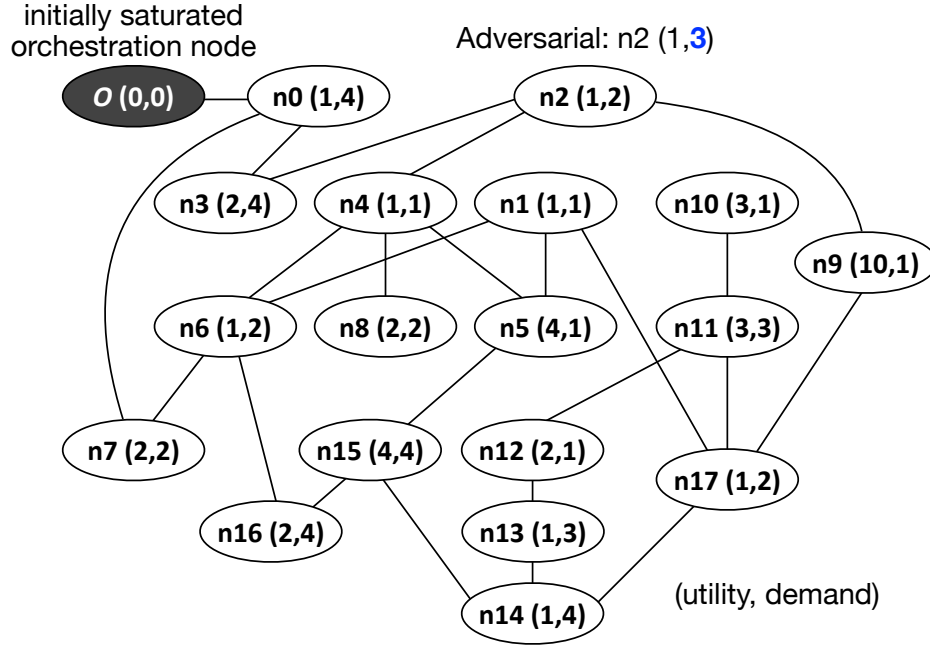 initially saturated
orchestration node
Adversarial: n2 (1,3)
O (0,0)
n0 (1,4)
n2 (1,2)
n3 (2,4)
n4 (1,1)
n1 (1,1)
n10 (3,1)
n9 (10,1)
n6 (1,2)
n8 (2,2)
n5 (4,1)
n11 (3,3)
n7 (2,2)
n15 (4,4)
n12 (2,1)
n17 (1,2)
n16 (2,4)
n13 (1,3)
n14 (1,4)
(utility, demand)